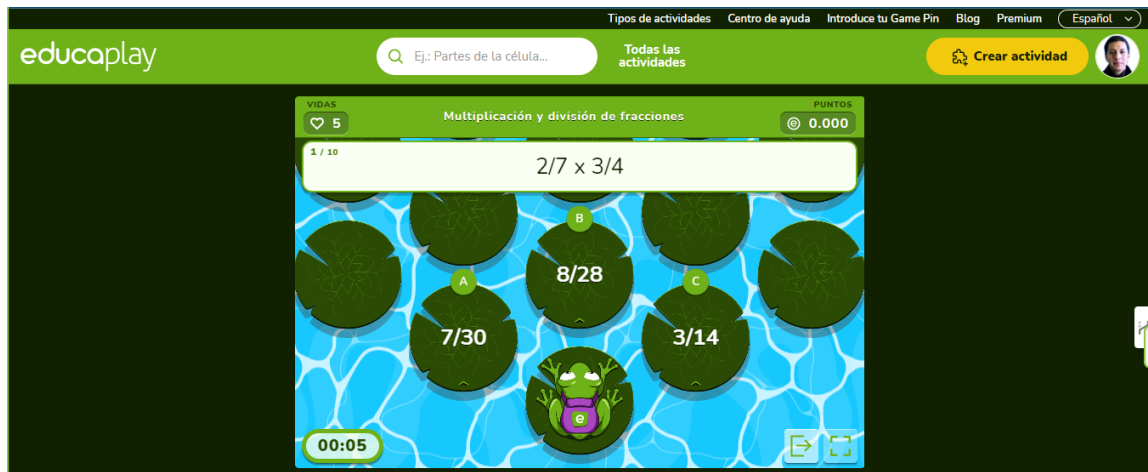 Tipos de actividades Centro de ayuda Introduce tu Game Pin Blog Premium Español
educaplay
Ej.: Partes de la célula...
Todas las
actividades
Crear actividad
VIDAS
5
Multiplicación y división de fracciones
PUNTOS
0.000
1 / 10
2/7 x 3/4
B
8/28
A
7/30
C
3/14
e
00:05